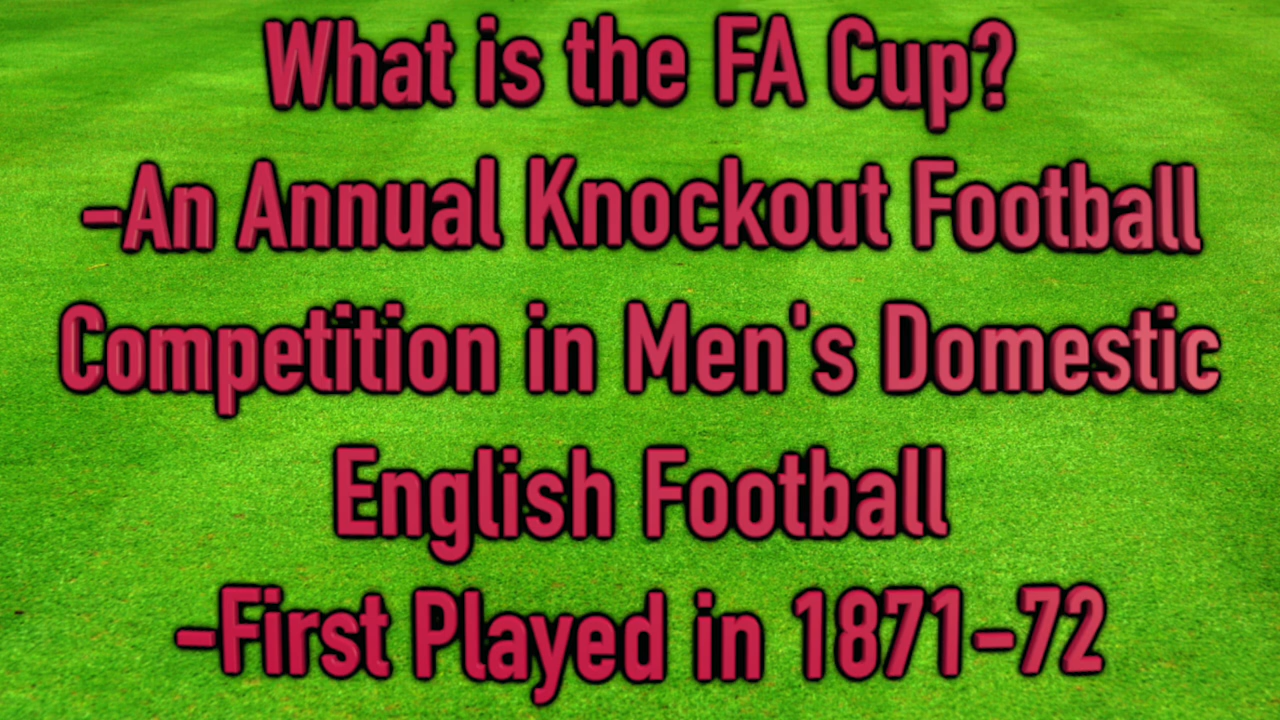 What is the FA Cup?
-An Annual Knockout Football
Competition in Men's Domestic
English Football
-First Played in 1871-72